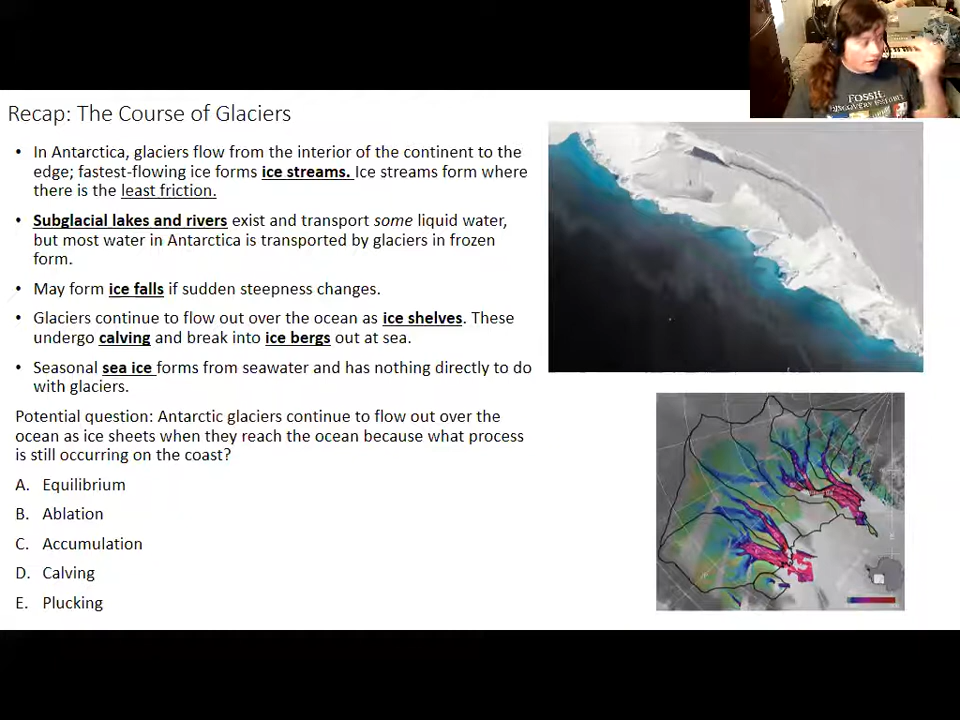 Recap: The Course of Glaciers
• In Antarctica, glaciers flow from the interior of the continent to the
edge; fastest-flowing ice forms ice streams. Ice streams form where
there is the least friction.
• Subglacial lakes and rivers exist and transport some liquid water,
but most water in Antarctica is transported by glaciers in frozen
form.
• May form ice falls if sudden steepness changes.
• Glaciers continue to flow out over the ocean as ice shelves. These
undergo calving and break into ice bergs out at sea.
• Seasonal sea ice forms from seawater and has nothing directly to do
with glaciers.
Potential question: Antarctic glaciers continue to flow out over the
ocean as ice sheets when they reach the ocean because what process
is still occurring on the coast?
A. Equilibrium
B. Ablation
C. Accumulation
D. Calving
E. Plucking
FOSSIL
DISCOVERY EXHIBIT